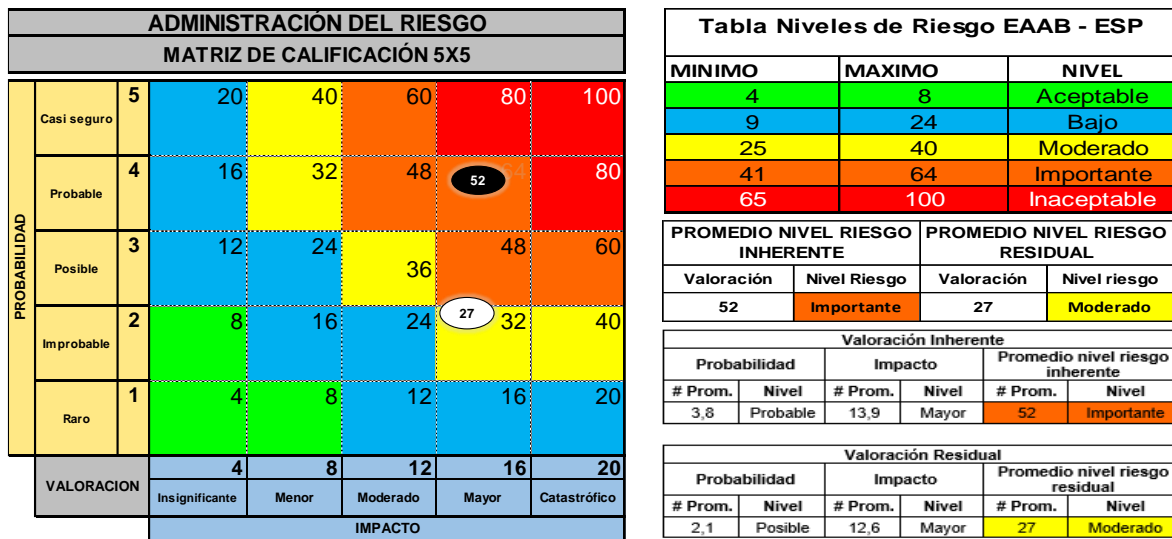 ADMINISTRACIÓN DEL RIESGO
MATRIZ DE CALIFICACIÓN 5X5
PROBABILIDAD
Casi seguro 5 20 40 60 80 100
Probable 4 16 32 48 52 64 80
Posible 3 12 24 36 48 60
Improbable 2 8 16 24 27 32 40
Raro 1 4 8 12 16 20
VALORACION 4 8 12 16 20
Insignificante Menor Moderado Mayor Catastrófico
IMPACTO
Tabla Niveles de Riesgo EAAB - ESP
MINIMO MAXIMO NIVEL
4 8 Aceptable
9 24 Bajo
25 40 Moderado
41 64 Importante
65 100 Inaceptable
PROMEDIO NIVEL RIESGO INHERENTE PROMEDIO NIVEL RIESGO RESIDUAL
Valoración Nivel Riesgo Valoración Nivel riesgo
52 Importante 27 Moderado
Valoración Inherente
Probabilidad Impacto Promedio nivel riesgo inherente
# Prom. Nivel # Prom. Nivel # Prom. Nivel
3,8 Probable 13,9 Mayor 52 Importante
Valoración Residual
Probabilidad Impacto Promedio nivel riesgo residual
# Prom. Nivel # Prom. Nivel # Prom. Nivel
2,1 Posible 12,6 Mayor 27 Moderado